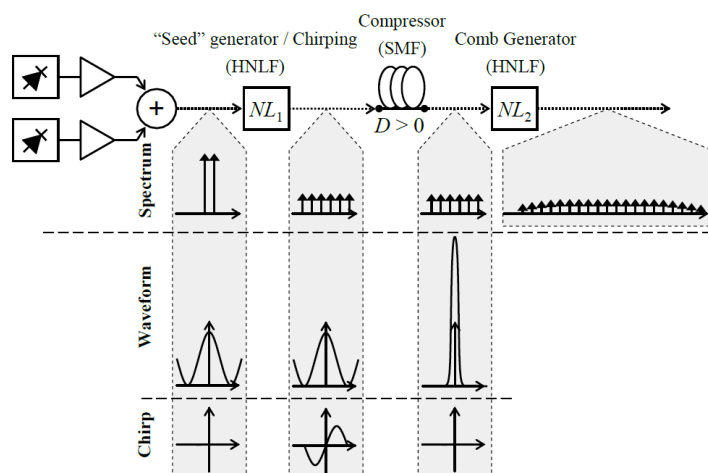 Compressor
“Seed” generator / Chirping
(SMF)
Comb Generator
(HNLF)
(HNLF)
+
NL1
NL2
D > 0
Spectrum
Waveform
Chirp